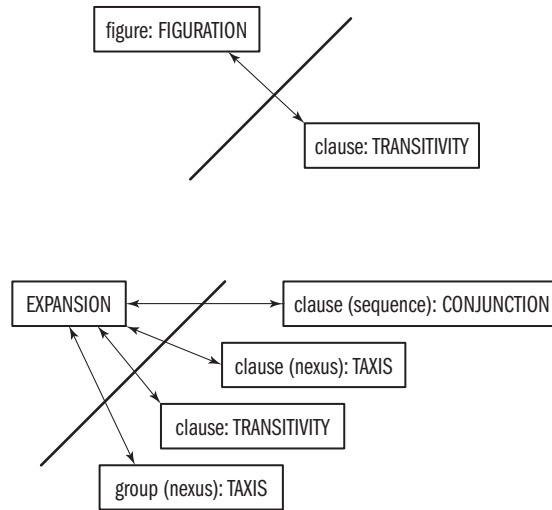 figure: FIGURATION
clause: TRANSITIVITY
EXPANSION
clause (sequence): CONJUNCTION
clause (nexus): TAXIS
clause: TRANSITIVITY
group (nexus): TAXIS